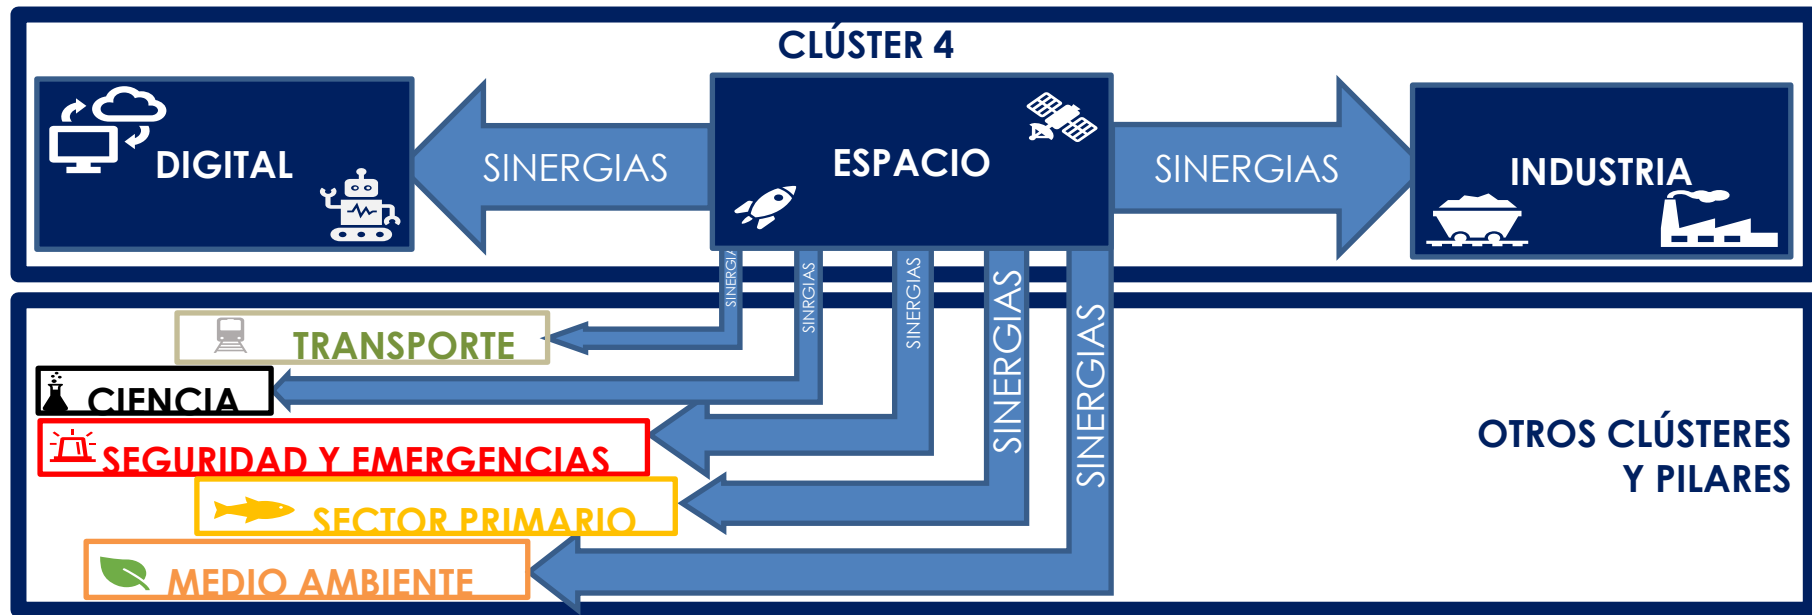 CLÚSTER 4
DIGITAL
SINERGIAS
ESPACIO
SINERGIAS
INDUSTRIA
SINERGIA
SINRGIAS
SINERGIAS
SINERGIAS
SINERGIAS
TRANSPORTE
CIENCIA
SEGURIDAD Y EMERGENCIAS
SECTOR PRIMARIO
MEDIO AMBIENTE
OTROS CLÚSTERES
Y PILARES